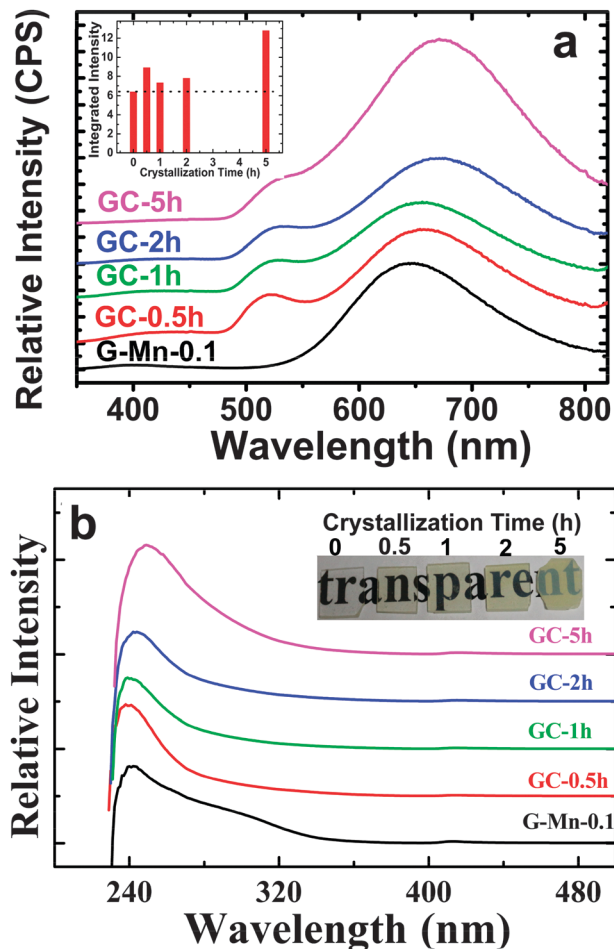 a
Relative Intensity (CPS)
Integrated Intensity
12
10
8
6
4
2
0
0 1 2 3 4 5
Crystallization Time (h)
GC-5h
GC-2h
GC-1h
GC-0.5h
G-Mn-0.1
400 500 600 700 800
Wavelength (nm)
b
Relative Intensity
Crystallization Time (h)
0 0.5 1 2 5
transparent
GC-5h
GC-2h
GC-1h
GC-0.5h
G-Mn-0.1
240 320 400 480
Wavelength (nm)